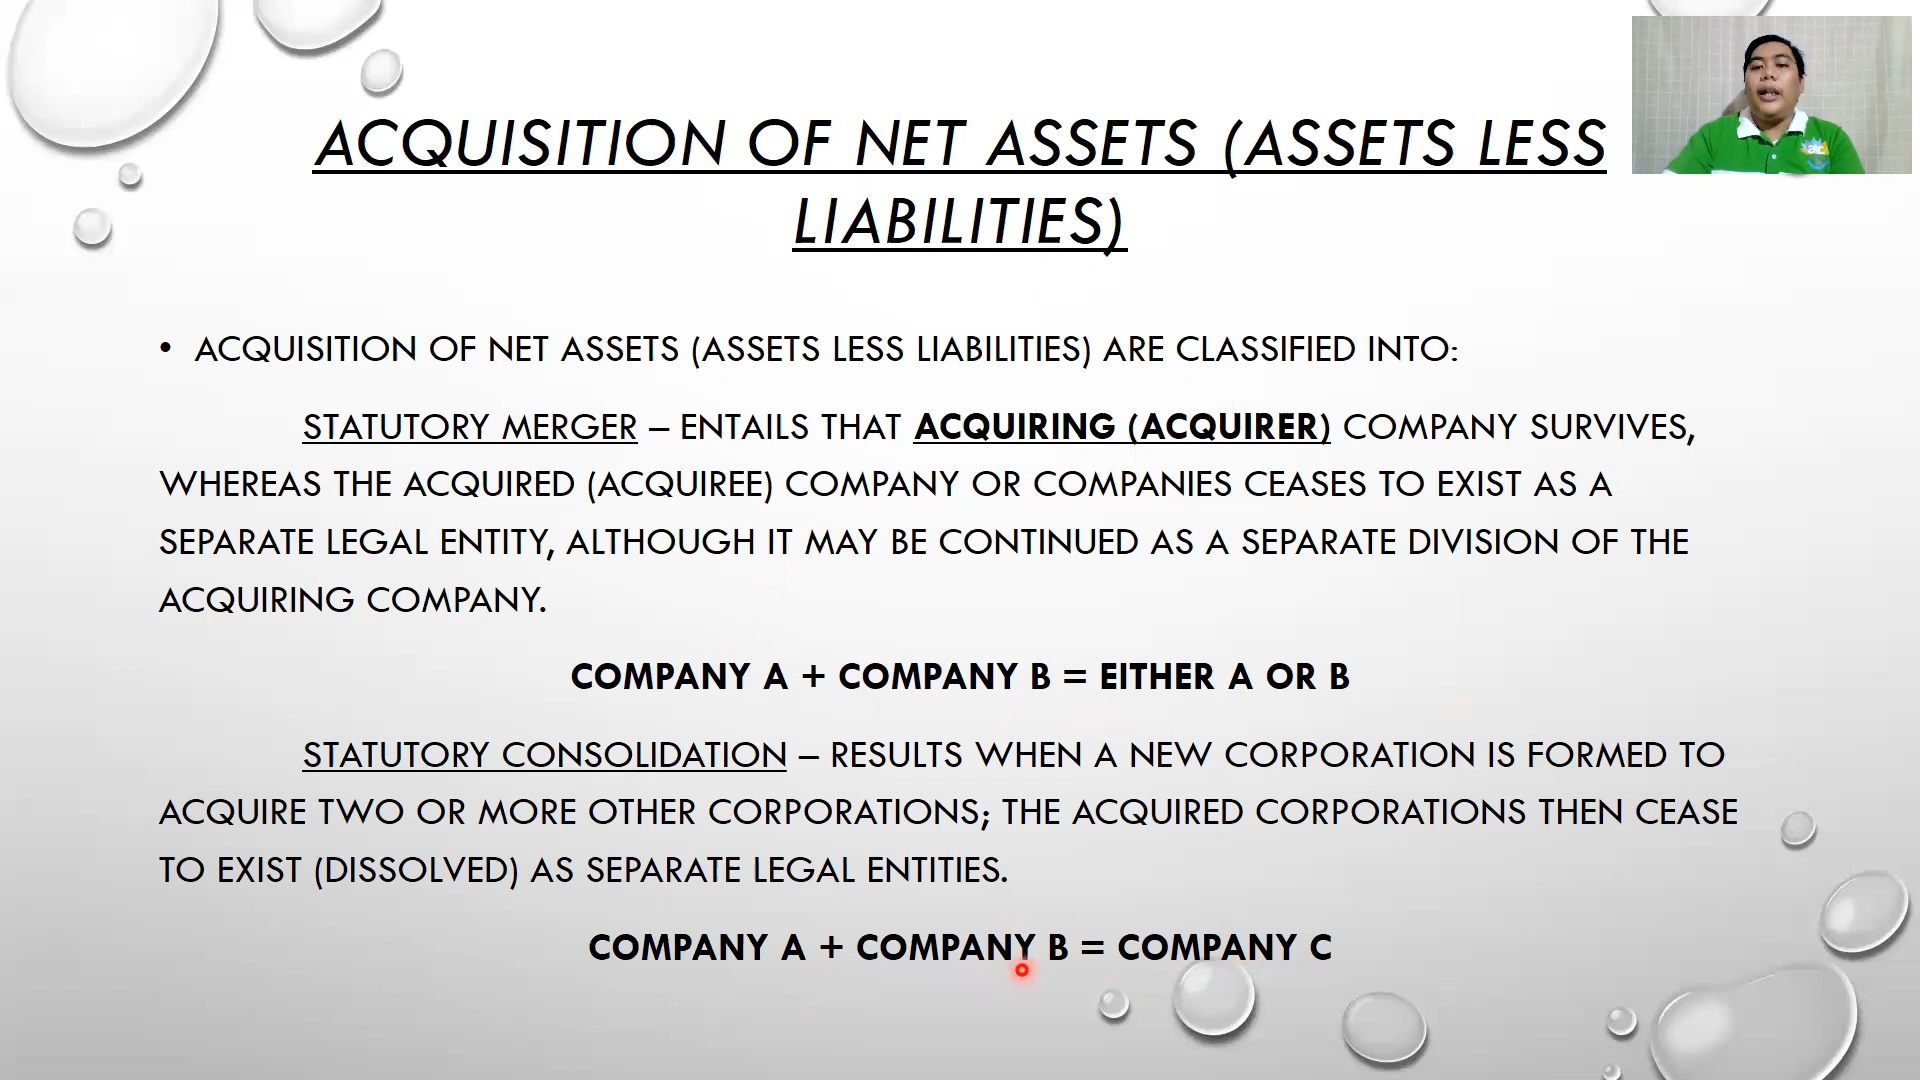 ACQUISITION OF NET ASSETS (ASSETS LESS
LIABILITIES)
• ACQUISITION OF NET ASSETS (ASSETS LESS LIABILITIES) ARE CLASSIFIED INTO:
STATUTORY MERGER – ENTAILS THAT ACQUIRING (ACQUIRER) COMPANY SURVIVES,
WHEREAS THE ACQUIRED (ACQUIREE) COMPANY OR COMPANIES CEASES TO EXIST AS A
SEPARATE LEGAL ENTITY, ALTHOUGH IT MAY BE CONTINUED AS A SEPARATE DIVISION OF THE
ACQUIRING COMPANY.
COMPANY A + COMPANY B = EITHER A OR B
STATUTORY CONSOLIDATION – RESULTS WHEN A NEW CORPORATION IS FORMED TO
ACQUIRE TWO OR MORE OTHER CORPORATIONS; THE ACQUIRED CORPORATIONS THEN CEASE
TO EXIST (DISSOLVED) AS SEPARATE LEGAL ENTITIES.
COMPANY A + COMPANY B = COMPANY C